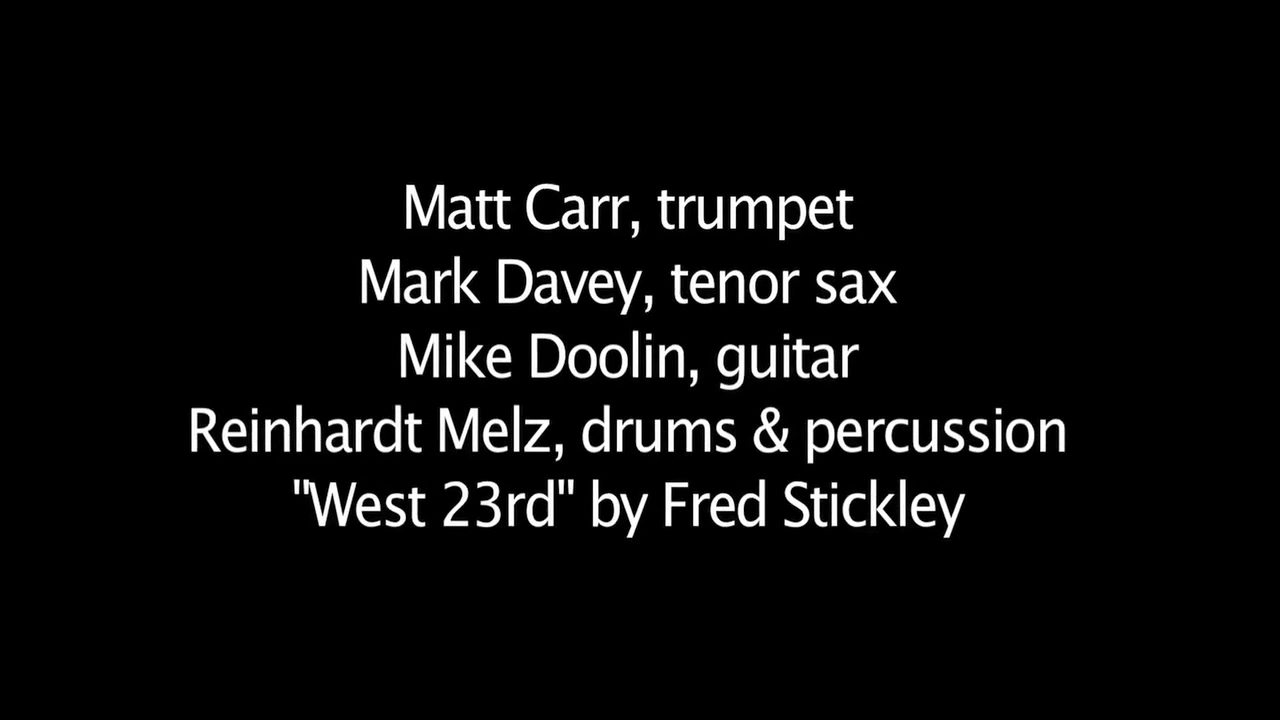 Matt Carr, trumpet
Mark Davey, tenor sax
Mike Doolin, guitar
Reinhardt Melz, drums & percussion
"West 23rd" by Fred Stickley